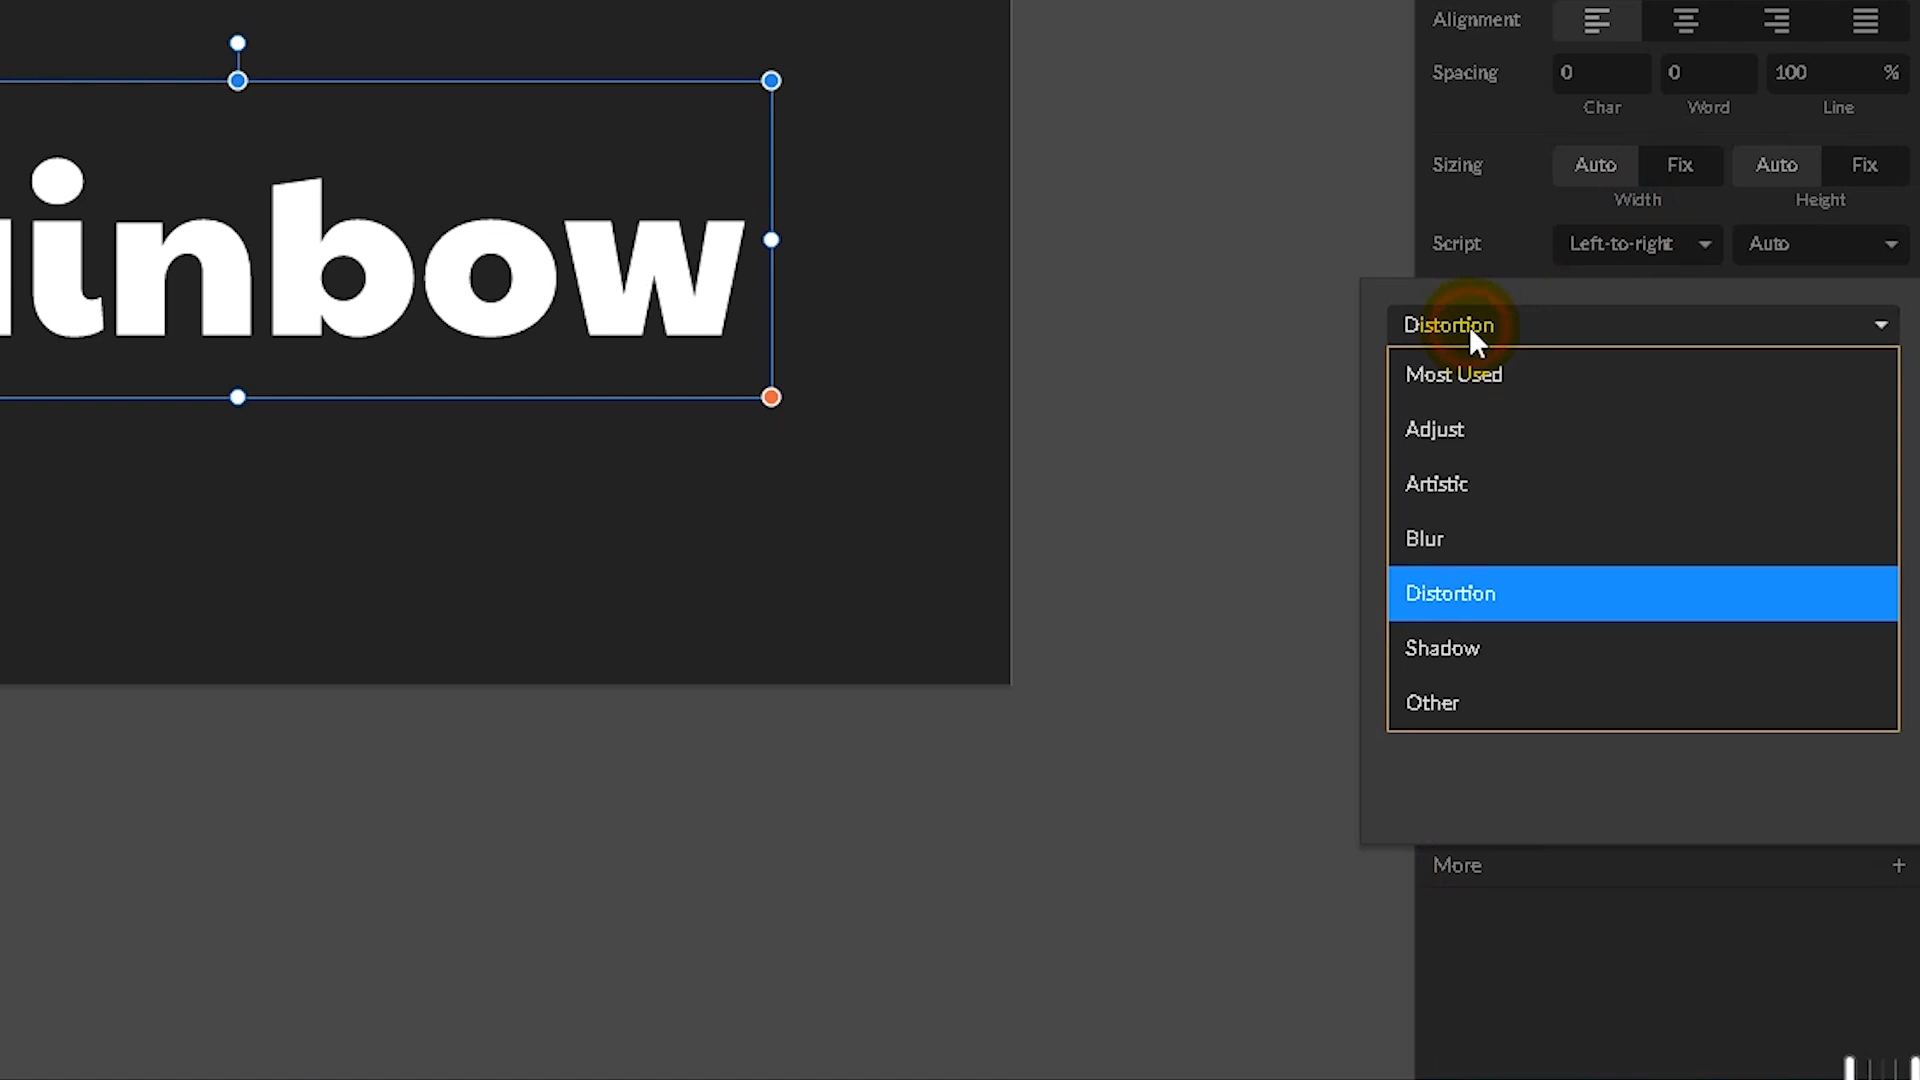 Alignment
Spacing 0 0 100 %
Char Word Line
Sizing Auto Fix Auto Fix
Width Height
Script Left-to-right Auto
ainbow
Distortion
Most Used
Adjust
Artistic
Blur
Distortion
Shadow
Other
More +